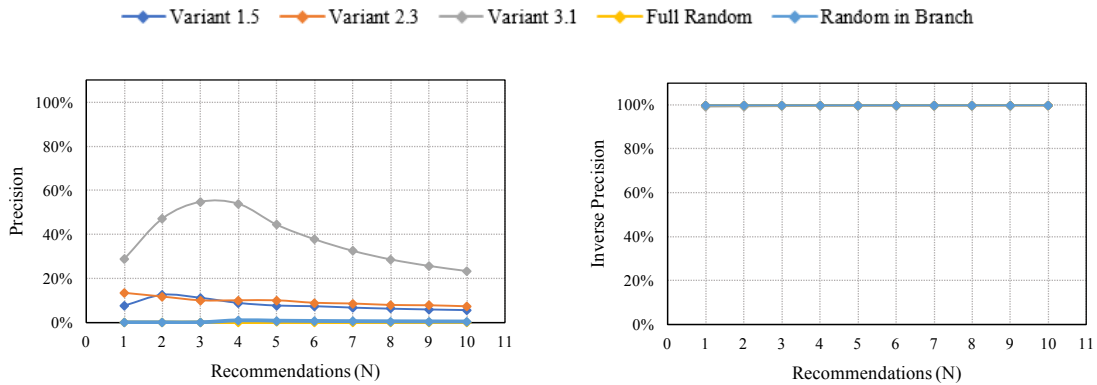 Variant 1.5 Variant 2.3 Variant 3.1 Full Random Random in Branch
Precision
100%
80%
60%
40%
20%
0%
0 1 2 3 4 5 6 7 8 9 10 11
Recommendations (N)
Inverse Precision
100%
80%
60%
40%
20%
0%
0 1 2 3 4 5 6 7 8 9 10 11
Recommendations (N)